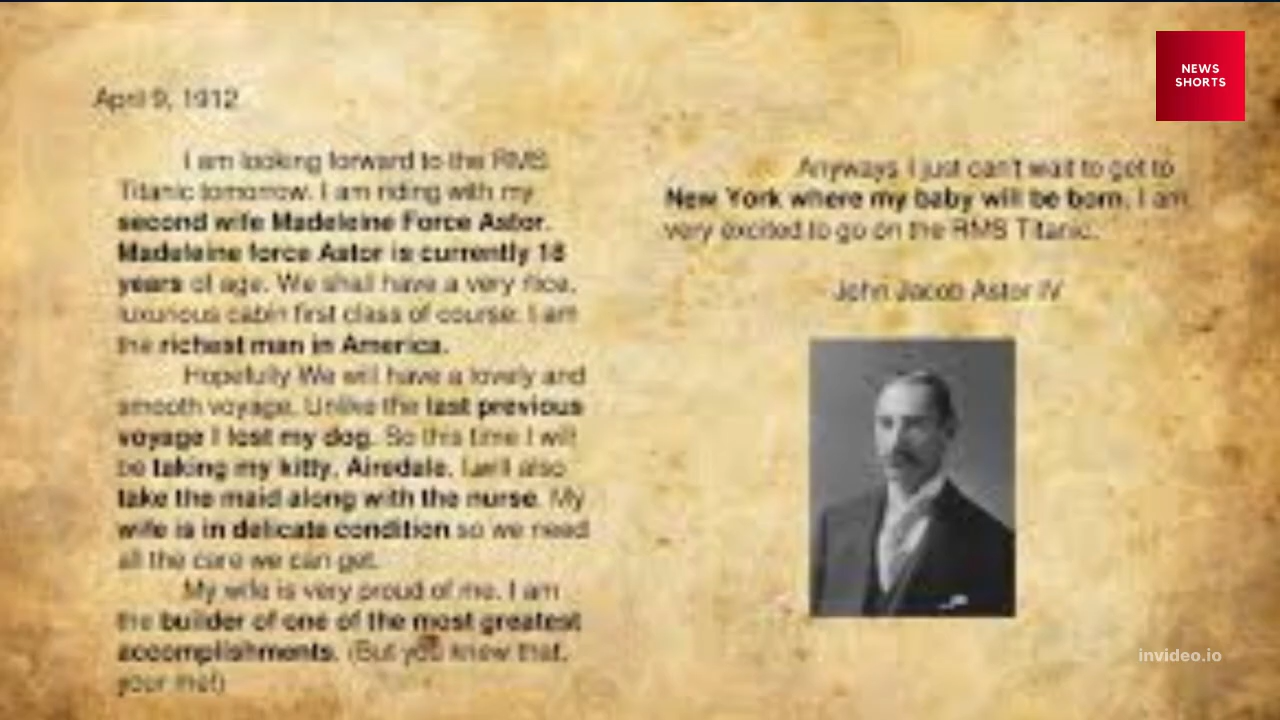 April 9, 1912
I am looking forward to the RMS
Titanic tomorrow. I am riding with my
second wife Madeleine Force Astor.
Madeleine force Astor is currently 18
years of age. We shall have a very nice,
luxurious cabin first class of course. I am
the richest man in America.
Hopefully We will have a lovely and
smooth voyage. Unlike the last previous
voyage I lost my dog. So this time I will
be taking my kitty, Airedale. I will also
take the maid along with the nurse. My
wife is in delicate condition so we need
all the care we can get.
My wife is very proud of me. I am
the builder of one of the most greatest
accomplishments. (But you knew that,
your me!)
Anyways I just can't wait to get to
New York where my baby will be born. I am
very excited to go on the RMS Titanic.
John Jacob Astor IV
NEWS
SHORTS
invideo.io